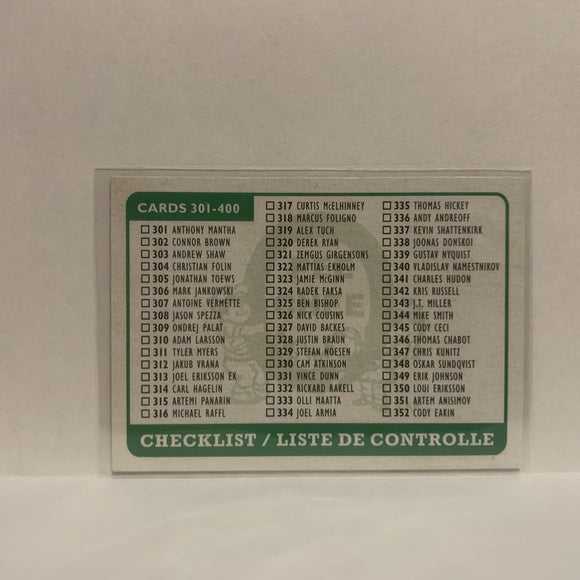 CARDS 301-400
301 ANTHONY MANTHA
302 CONNOR BROWN
303 ANDREW SHAW
304 CHRISTIAN FOLIN
305 JONATHAN TOEWS
306 MARK JANKOWSKI
307 ANTOINE VERMETTE
308 JASON SPEZZA
309 ONDREJ PALAT
310 ADAM LARSSON
311 TYLER MYERS
312 JAKUB VRANA
313 JOEL ERIKSSON EK
314 CARL HAGELIN
315 ARTEMI PANARIN
316 MICHAEL RAFFL
317 CURTIS McELHINNEY
318 MARCUS FOLIGNO
319 ALEX TUCH
320 DEREK RYAN
321 ZEMGUS GIRGENSONS
322 MATTIAS EKHOLM
323 JAMIE McGINN
324 RADEK FAKSA
325 BEN BISHOP
326 NICK COUSINS
327 DAVID BACKES
328 JUSTIN BRAUN
329 STEFAN NOESEN
330 CAM ATKINSON
331 VINCE DUNN
332 RICKARD RAKELL
333 OLLI MAATTA
334 JOEL ARMIA
335 THOMAS HICKEY
336 ANDY ANDREOFF
337 KEVIN SHATTENKIRK
338 JOONAS DONSKOI
339 GUSTAV NYQUIST
340 VLADISLAV NAMESTNIKOV
341 CHARLES HUDON
342 KRIS RUSSELL
343 J.T. MILLER
344 MIKE SMITH
345 CODY CECI
346 THOMAS CHABOT
347 CHRIS KUNITZ
348 OSKAR SUNDQVIST
349 ERIK JOHNSON
350 LOUI ERIKSSON
351 ARTEM ANISIMOV
352 CODY EAKIN
CHECKLIST / LISTE DE CONTROLLE